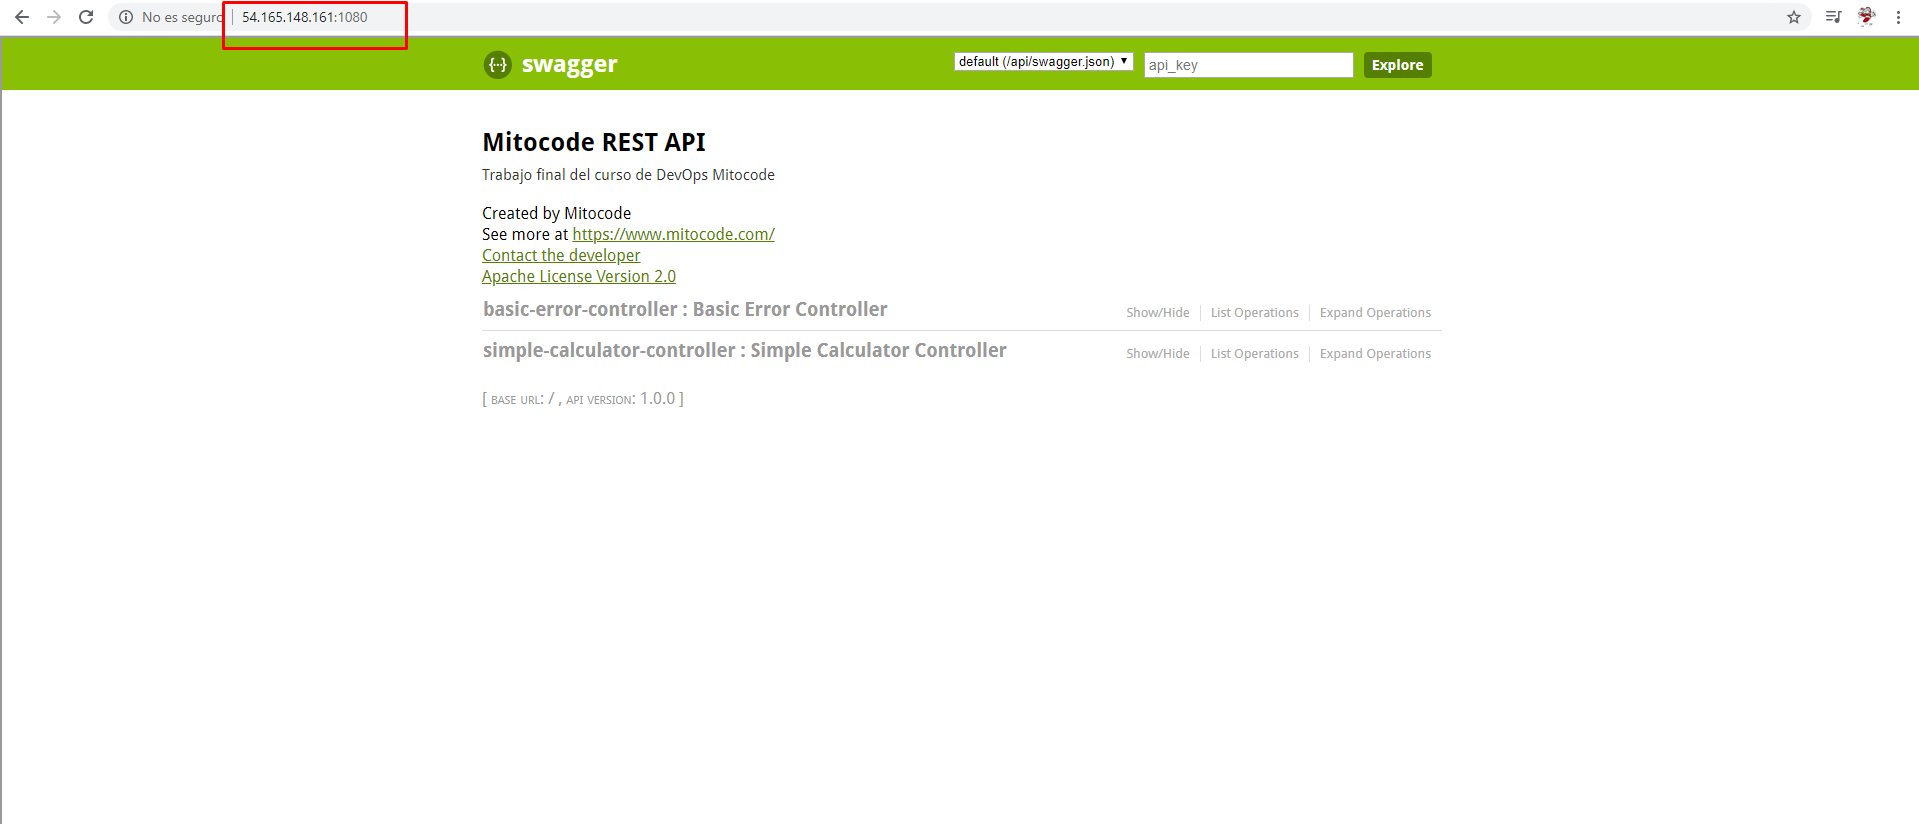 No es seguro 54.165.148.161:1080
{···} swagger default (/api/swagger.json) api_key Explore
Mitocode REST API
Trabajo final del curso de DevOps Mitocode
Created by Mitocode
See more at https://www.mitocode.com/
Contact the developer
Apache License Version 2.0
basic-error-controller : Basic Error Controller Show/Hide List Operations Expand Operations
simple-calculator-controller : Simple Calculator Controller Show/Hide List Operations Expand Operations
[ BASE URL: / , API VERSION: 1.0.0 ]